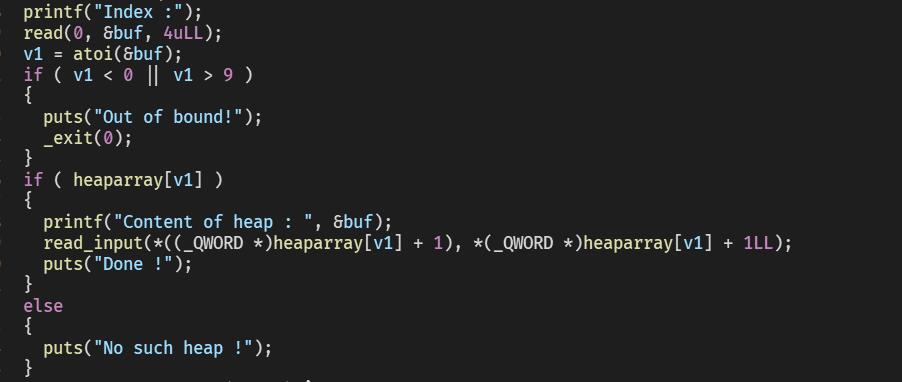 printf("Index :");
read(0, &buf, 4uLL);
v1 = atoi(&buf);
if ( v1 < 0 || v1 > 9 )
{
  puts("Out of bound!");
  _exit(0);
}
if ( heaparray[v1] )
{
  printf("Content of heap : ", &buf);
  read_input(*((_QWORD *)heaparray[v1] + 1), *(_QWORD *)heaparray[v1] + 1LL);
  puts("Done !");
}
else
{
  puts("No such heap !");
}